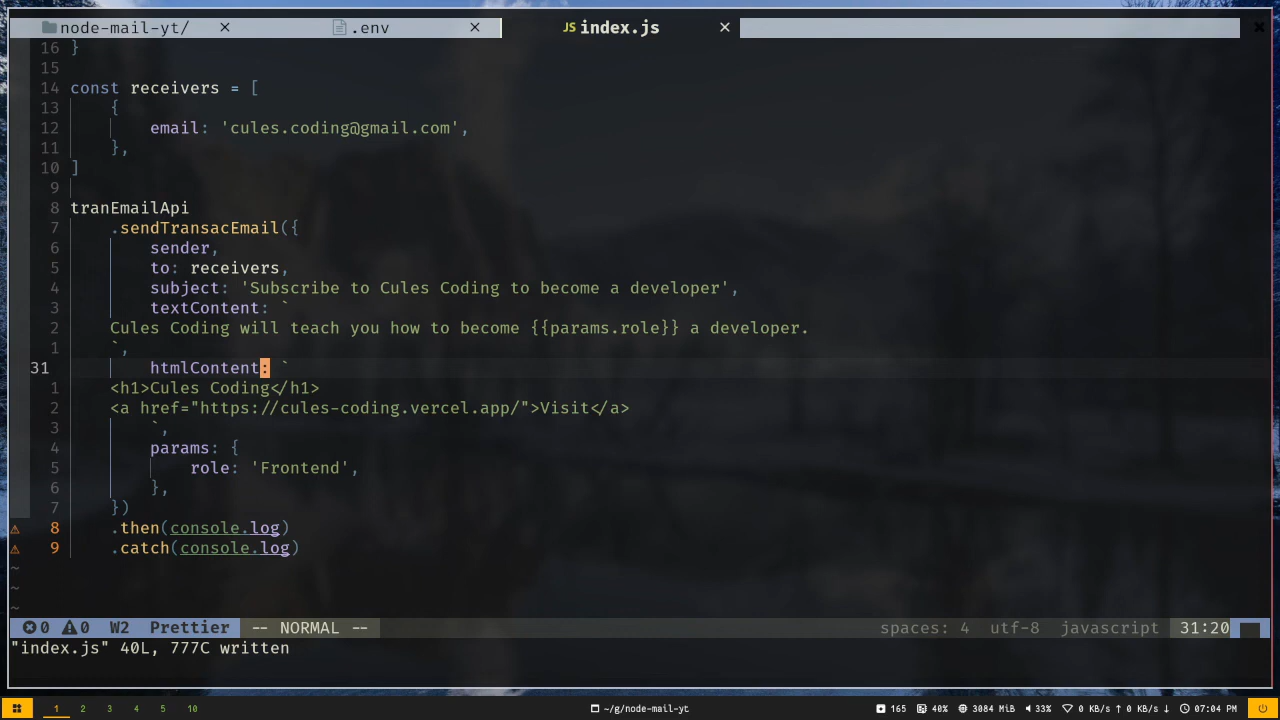 node-mail-yt/ × .env × JS index.js ×
16 }
15
14 const receivers = [
13 {
12 email: 'cules.coding@gmail.com',
11 },
10 ]
9
8 tranEmailApi
7 .sendTransacEmail({
6 sender,
5 to: receivers,
4 subject: 'Subscribe to Cules Coding to become a developer',
3 textContent: `
2 Cules Coding will teach you how to become {{params.role}} a developer.
1 `,
31 htmlContent: `
1 <h1>Cules Coding</h1>
2 <a href="https://cules-coding.vercel.app/">Visit</a>
3 `,
4 params: {
5 role: 'Frontend',
6 },
7 })
8 .then(console.log)
9 .catch(console.log)
~
~
~
0 0 W2 Prettier -- NORMAL -- spaces: 4 utf-8 javascript 31:20
"index.js" 40L, 777C written
1 2 3 4 5 10 ~/g/node-mail-yt 165 40% 3084 MiB 33% 0 KB/s ↑ 0 KB/s ↓ 07:04 PM